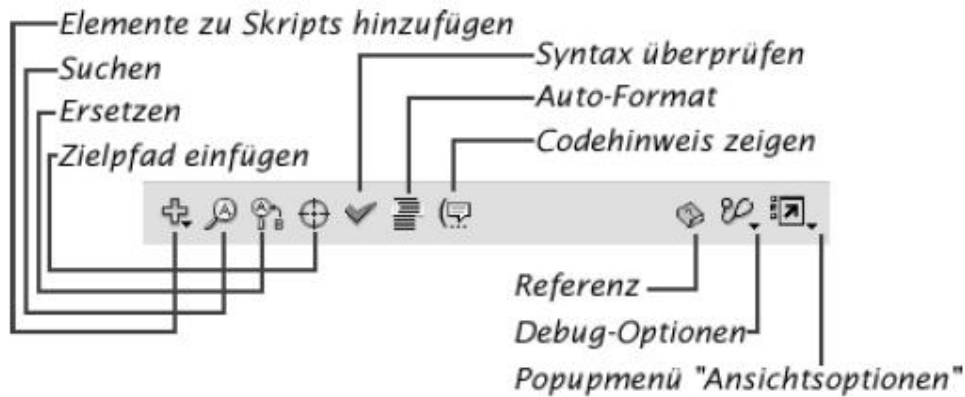 Elemente zu Skripts hinzufügen
Suchen
Ersetzen
Zielpfad einfügen
Syntax überprüfen
Auto-Format
Codehinweis zeigen
A
A
B
Referenz
Debug-Optionen
Popupmenü "Ansichtsoptionen"